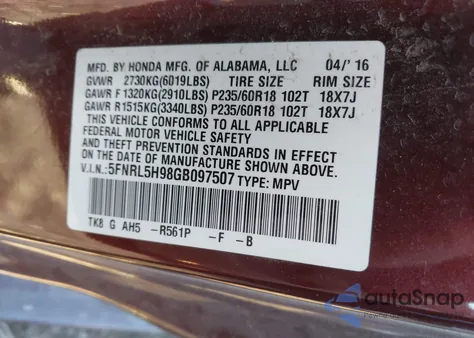 MFD. BY HONDA MFG. OF ALABAMA, LLC 04/' 16
GVWR 2730KG(6019LBS) TIRE SIZE RIM SIZE
GAWR F 1320KG(2910LBS) P235/60R18 102T 18X7J
GAWR R1515KG(3340LBS) P235/60R18 102T 18X7J
THIS VEHICLE CONFORMS TO ALL APPLICABLE
FEDERAL MOTOR VEHICLE SAFETY, BUMPER,
AND THEFT PREVENTION STANDARDS IN EFFECT
ON THE DATE OF MANUFACTURE SHOWN ABOVE.
V.I.N.: 5FNRL5H98GB097507 TYPE: MPV
TK8 G AH5 -R561P -F -B
autoSnap